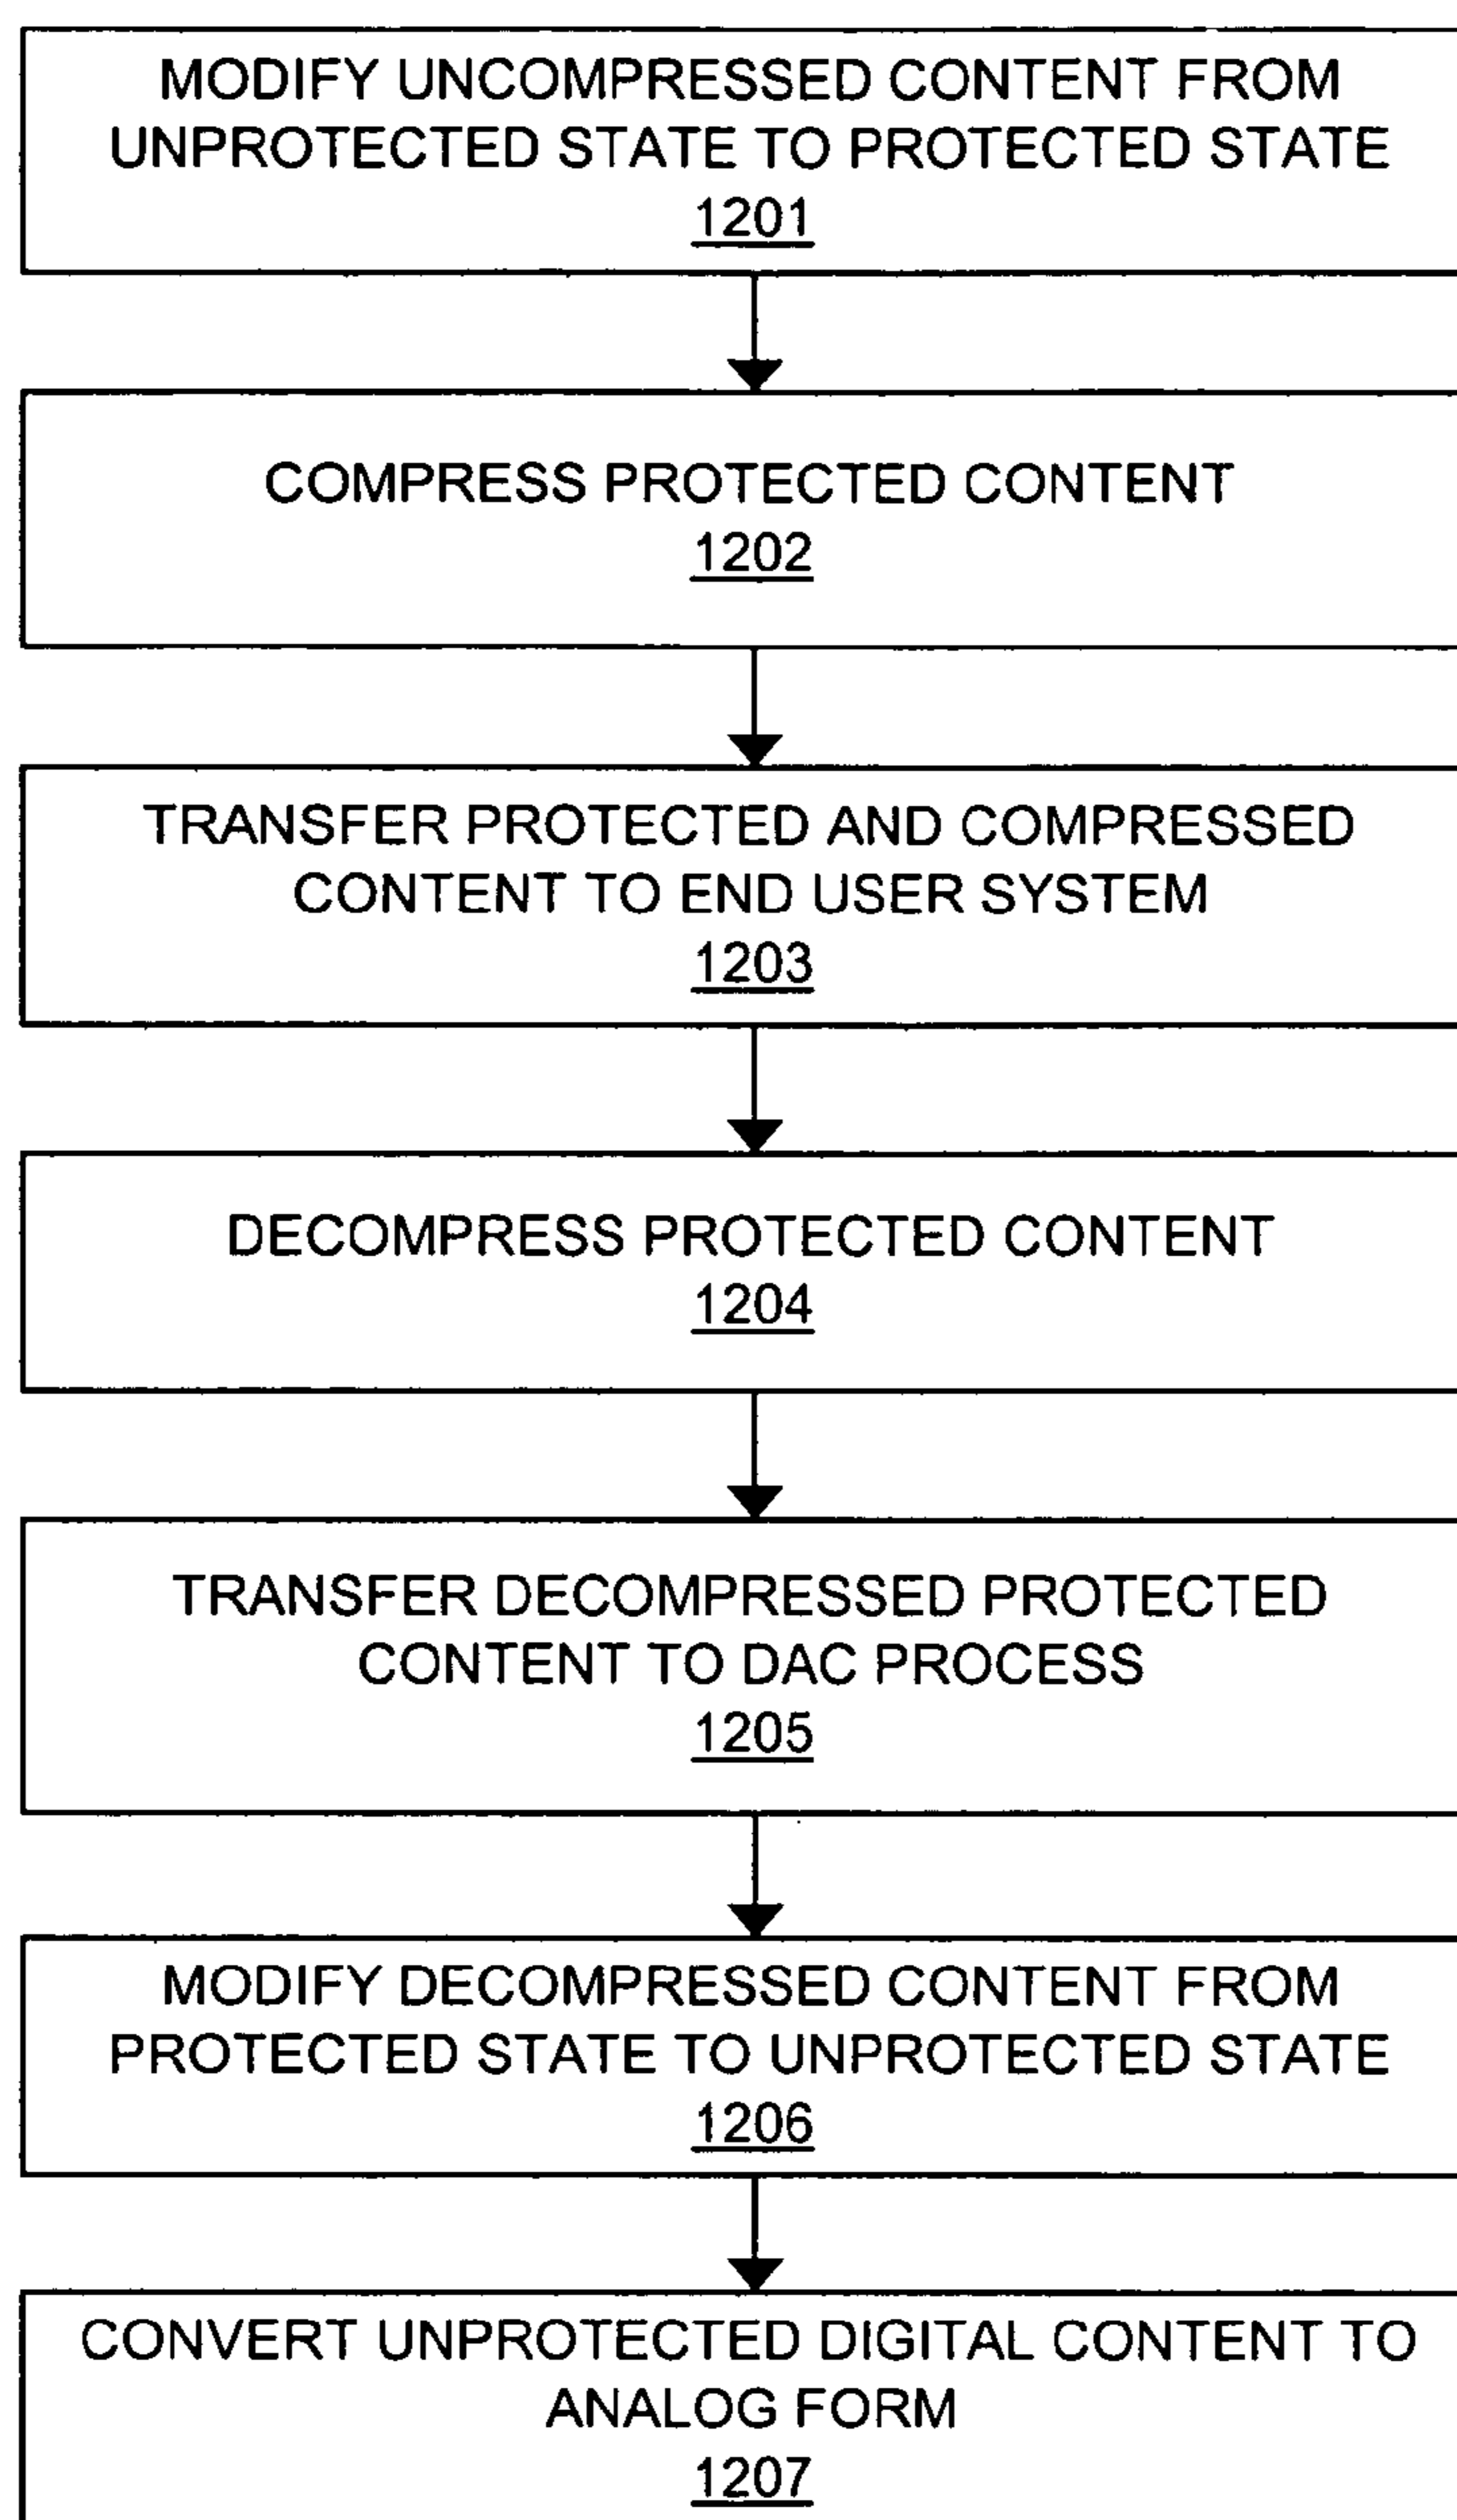 MODIFY UNCOMPRESSED CONTENT FROM
UNPROTECTED STATE TO PROTECTED STATE
1201
COMPRESS PROTECTED CONTENT
1202
TRANSFER PROTECTED AND COMPRESSED
CONTENT TO END USER SYSTEM
1203
DECOMPRESS PROTECTED CONTENT
1204
TRANSFER DECOMPRESSED PROTECTED
CONTENT TO DAC PROCESS
1205
MODIFY DECOMPRESSED CONTENT FROM
PROTECTED STATE TO UNPROTECTED STATE
1206
CONVERT UNPROTECTED DIGITAL CONTENT TO
ANALOG FORM
1207